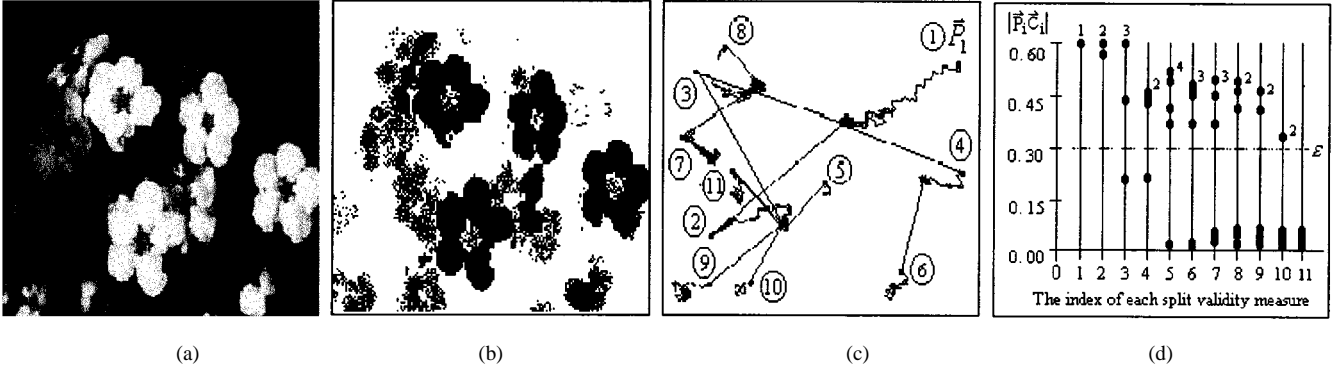 ① P⃗₁
⑧
③
④
⑤
⑦
⑪
②
⑥
⑨
⑩
|P⃗ᵢC⃗ᵢ|
1 2 3
0.60
4
2 3 3 2 2
0.45
2
0.30
ε
0.15
0.00
0 1 2 3 4 5 6 7 8 9 10 11
The index of each split validity measure
(a) (b) (c) (d)